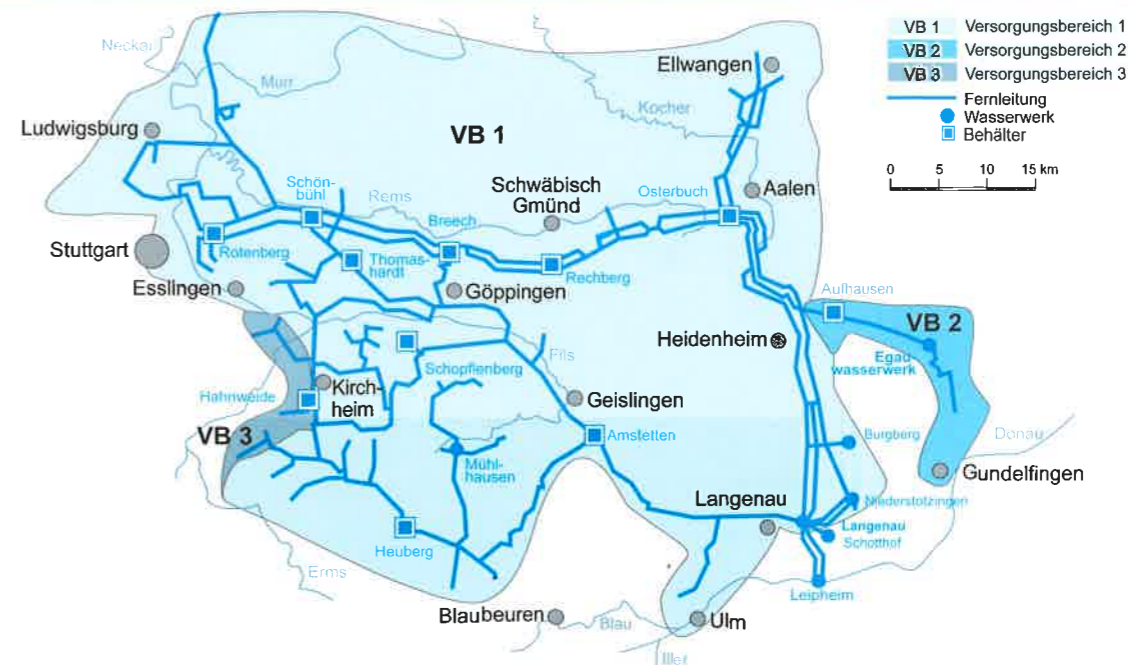 VB 1 Versorgungsbereich 1
VB 2 Versorgungsbereich 2
VB 3 Versorgungsbereich 3
Fernleitung
Wasserwerk
Behälter
0 5 10 15 km
Neckar
Murr
Ellwangen
Kocher
Ludwigsburg
VB 1
Schön-
bühl
Rems
Schwäbisch
Gmünd
Osterbuch
Aalen
Breech
Stuttgart
Rotenberg
Thomas-
hardt
Rechberg
Esslingen
Göppingen
Aufhausen
VB 2
Heidenheim
Egau
wasserwerk
Fils
Schopflenberg
Kirch-
heim
Hahnweide
Geislingen
VB 3
Amstetten
Burgberg
Donau
Mühl-
hausen
Gundelfingen
Langenau
Niederstotzingen
Langenau
Schotthof
Heuberg
Erms
Leipheim
Blaubeuren
Blau
Ulm
Iller